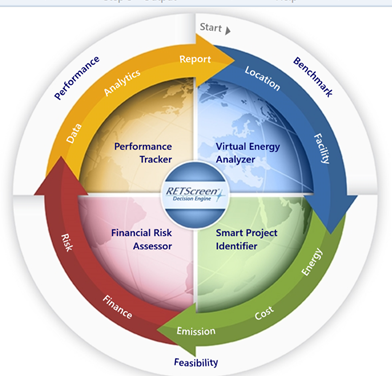 Start
Performance
Benchmark
Data
Analytics
Report
Location
Facility
Performance
Tracker
Virtual Energy
Analyzer
RETScreen
Decision Engine
Financial Risk
Assessor
Smart Project
Identifier
Risk
Finance
Emission
Cost
Energy
Feasibility